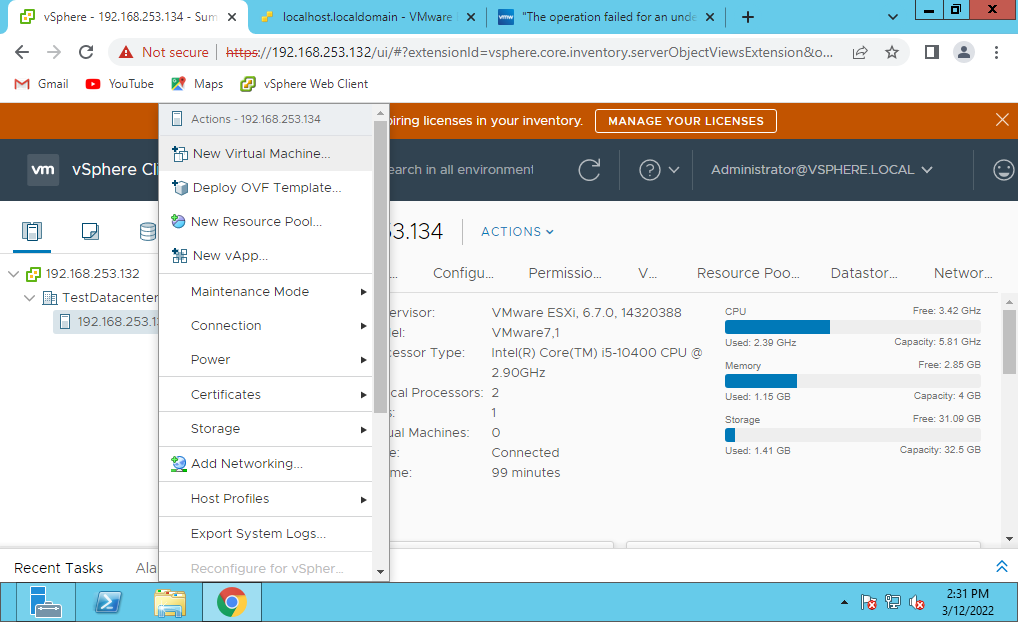 vSphere - 192.168.253.134 - Sum
localhost.localdomain - VMware
vmw
"The operation failed for an unde
Not secure
https://192.168.253.132/ui/#?extensionId=vsphere.core.inventory.serverObjectViewsExtension&o...
Gmail
YouTube
Maps
vSphere Web Client
piring licenses in your inventory.
MANAGE YOUR LICENSES
vm
vSphere Cli
earch in all environment
Administrator@VSPHERE.LOCAL
Actions - 192.168.253.134
New Virtual Machine...
Deploy OVF Template...
New Resource Pool...
New vApp...
Maintenance Mode
Connection
Power
Certificates
Storage
Add Networking...
Host Profiles
Export System Logs...
Reconfigure for vSpher...
192.168.253.132
TestDatacenter
192.168.253.1
53.134
ACTIONS
Configu...
Permissio...
V...
Resource Poo...
Datastor...
Networ...
ervisor:
VMware ESXi, 6.7.0, 14320388
el:
VMware7,1
essor Type:
Intel(R) Core(TM) i5-10400 CPU @
2.90GHz
cal Processors:
2
s:
1
ual Machines:
0
e:
Connected
me:
99 minutes
CPU
Free: 3.42 GHz
Used: 2.39 GHz
Capacity: 5.81 GHz
Memory
Free: 2.85 GB
Used: 1.15 GB
Capacity: 4 GB
Storage
Free: 31.09 GB
Used: 1.41 GB
Capacity: 32.5 GB
Recent Tasks
Ala
2:31 PM
3/12/2022